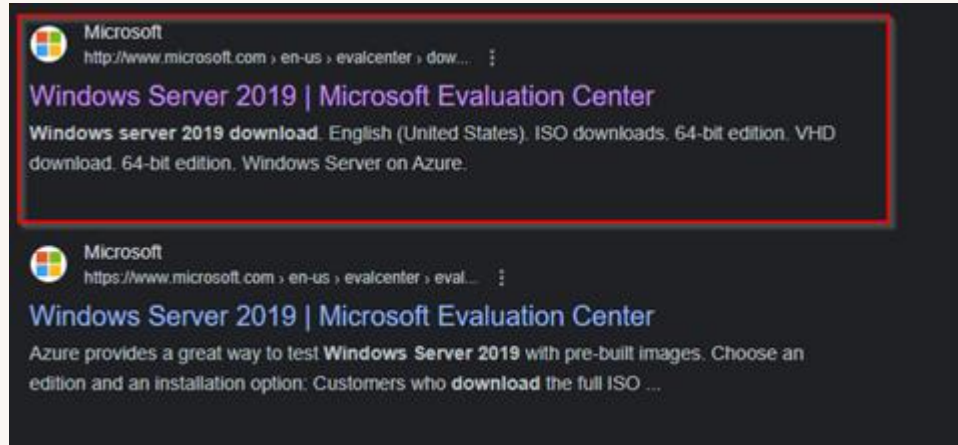 Microsoft
http://www.microsoft.com › en-us › evalcenter › dow...
Windows Server 2019 | Microsoft Evaluation Center
Windows server 2019 download. English (United States). ISO downloads. 64-bit edition. VHD
download. 64-bit edition. Windows Server on Azure.
Microsoft
https://www.microsoft.com › en-us › evalcenter › eval...
Windows Server 2019 | Microsoft Evaluation Center
Azure provides a great way to test Windows Server 2019 with pre-built images. Choose an
edition and an installation option: Customers who download the full ISO ...